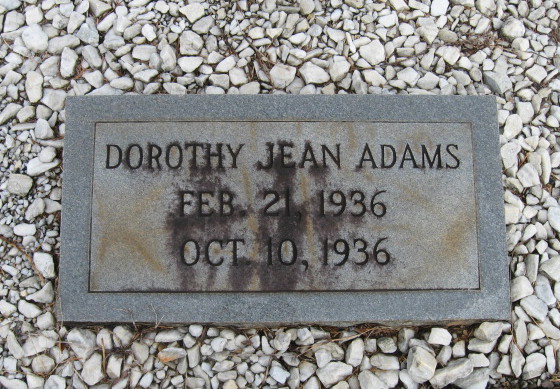 DOROTHY JEAN ADAMS
FEB. 21, 1936
OCT. 10, 1936